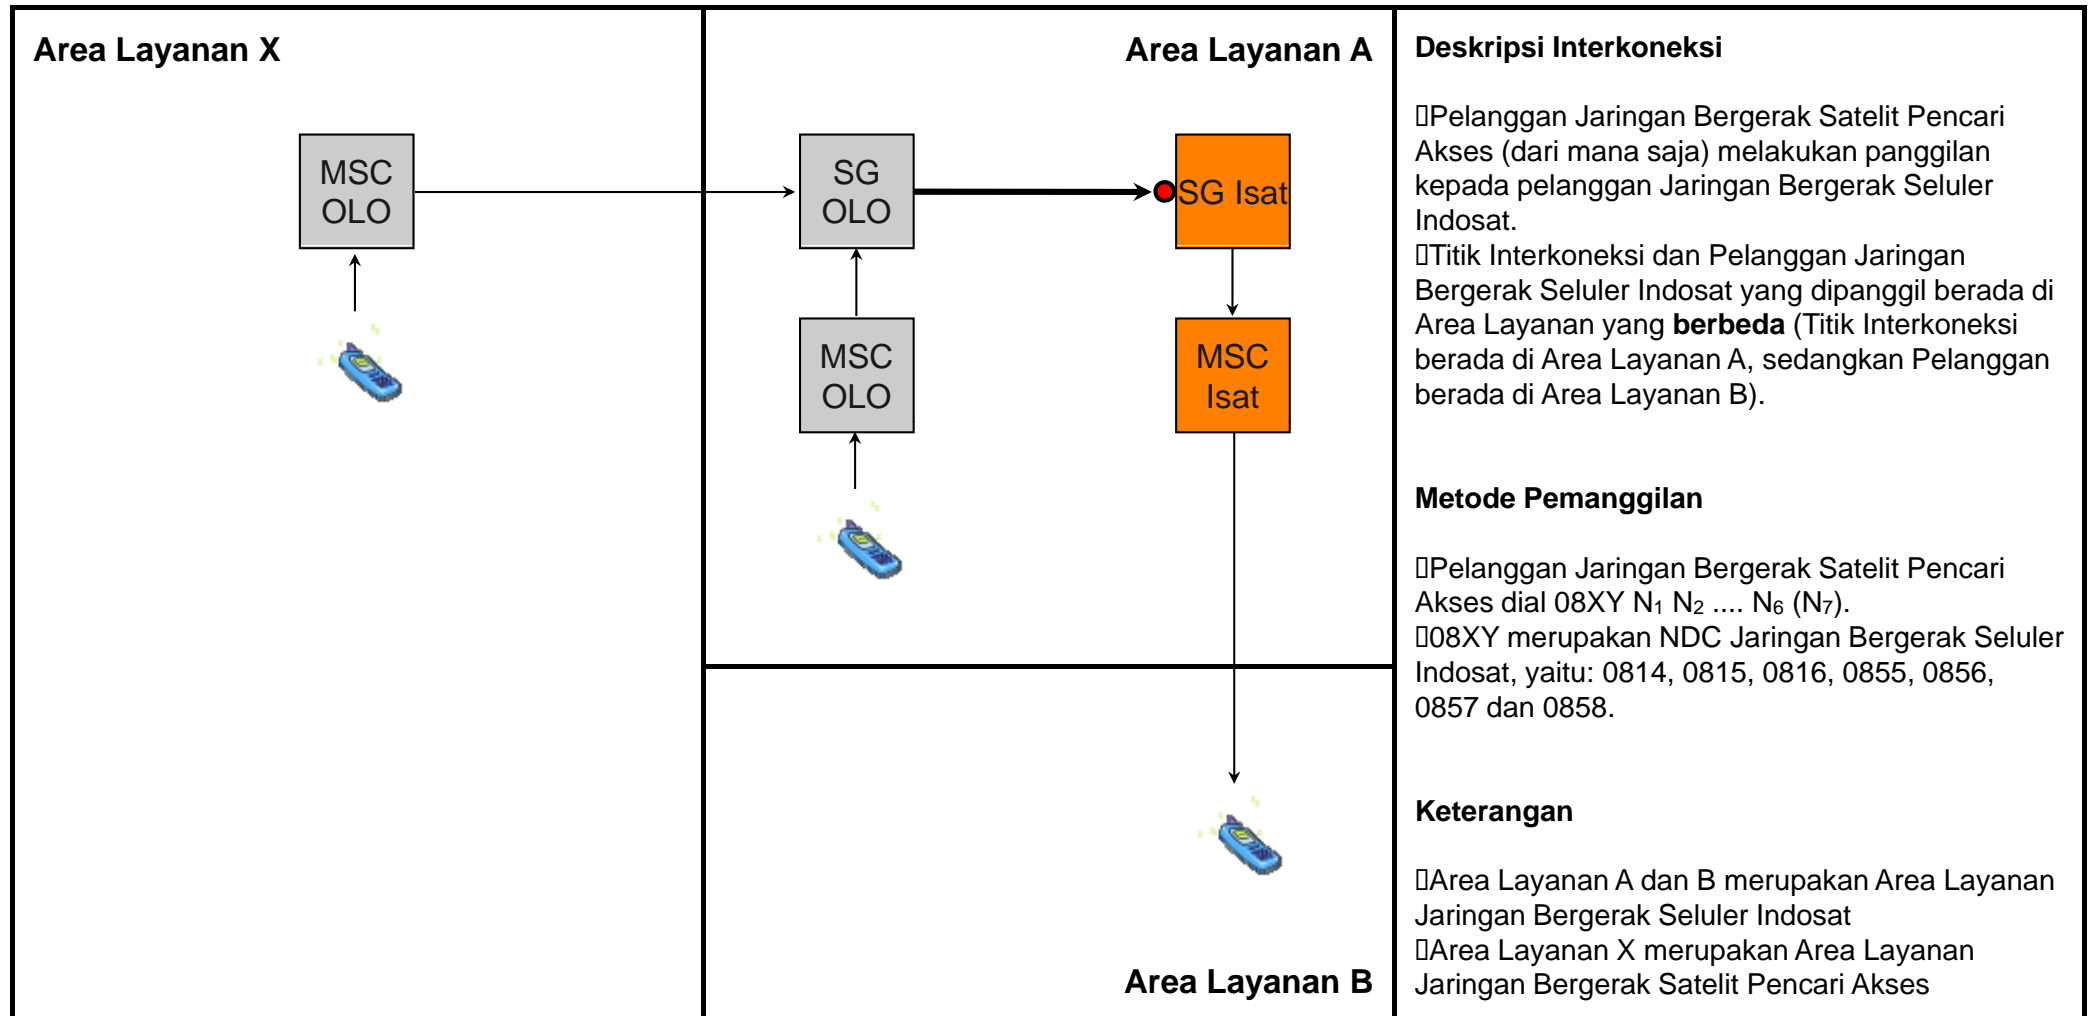 Area Layanan X
MSC
OLO
Area Layanan A
SG
OLO
SG Isat
MSC
OLO
MSC
Isat
Area Layanan B
Deskripsi Interkoneksi
Pelanggan Jaringan Bergerak Satelit Pencari
Akses (dari mana saja) melakukan panggilan
kepada pelanggan Jaringan Bergerak Seluler
Indosat.
Titik Interkoneksi dan Pelanggan Jaringan
Bergerak Seluler Indosat yang dipanggil berada di
Area Layanan yang berbeda (Titik Interkoneksi
berada di Area Layanan A, sedangkan Pelanggan
berada di Area Layanan B).
Metode Pemanggilan
Pelanggan Jaringan Bergerak Satelit Pencari
Akses dial 08XY N₁ N₂ .... N₆ (N₇).
08XY merupakan NDC Jaringan Bergerak Seluler
Indosat, yaitu: 0814, 0815, 0816, 0855, 0856,
0857 dan 0858.
Keterangan
Area Layanan A dan B merupakan Area Layanan
Jaringan Bergerak Seluler Indosat
Area Layanan X merupakan Area Layanan
Jaringan Bergerak Satelit Pencari Akses